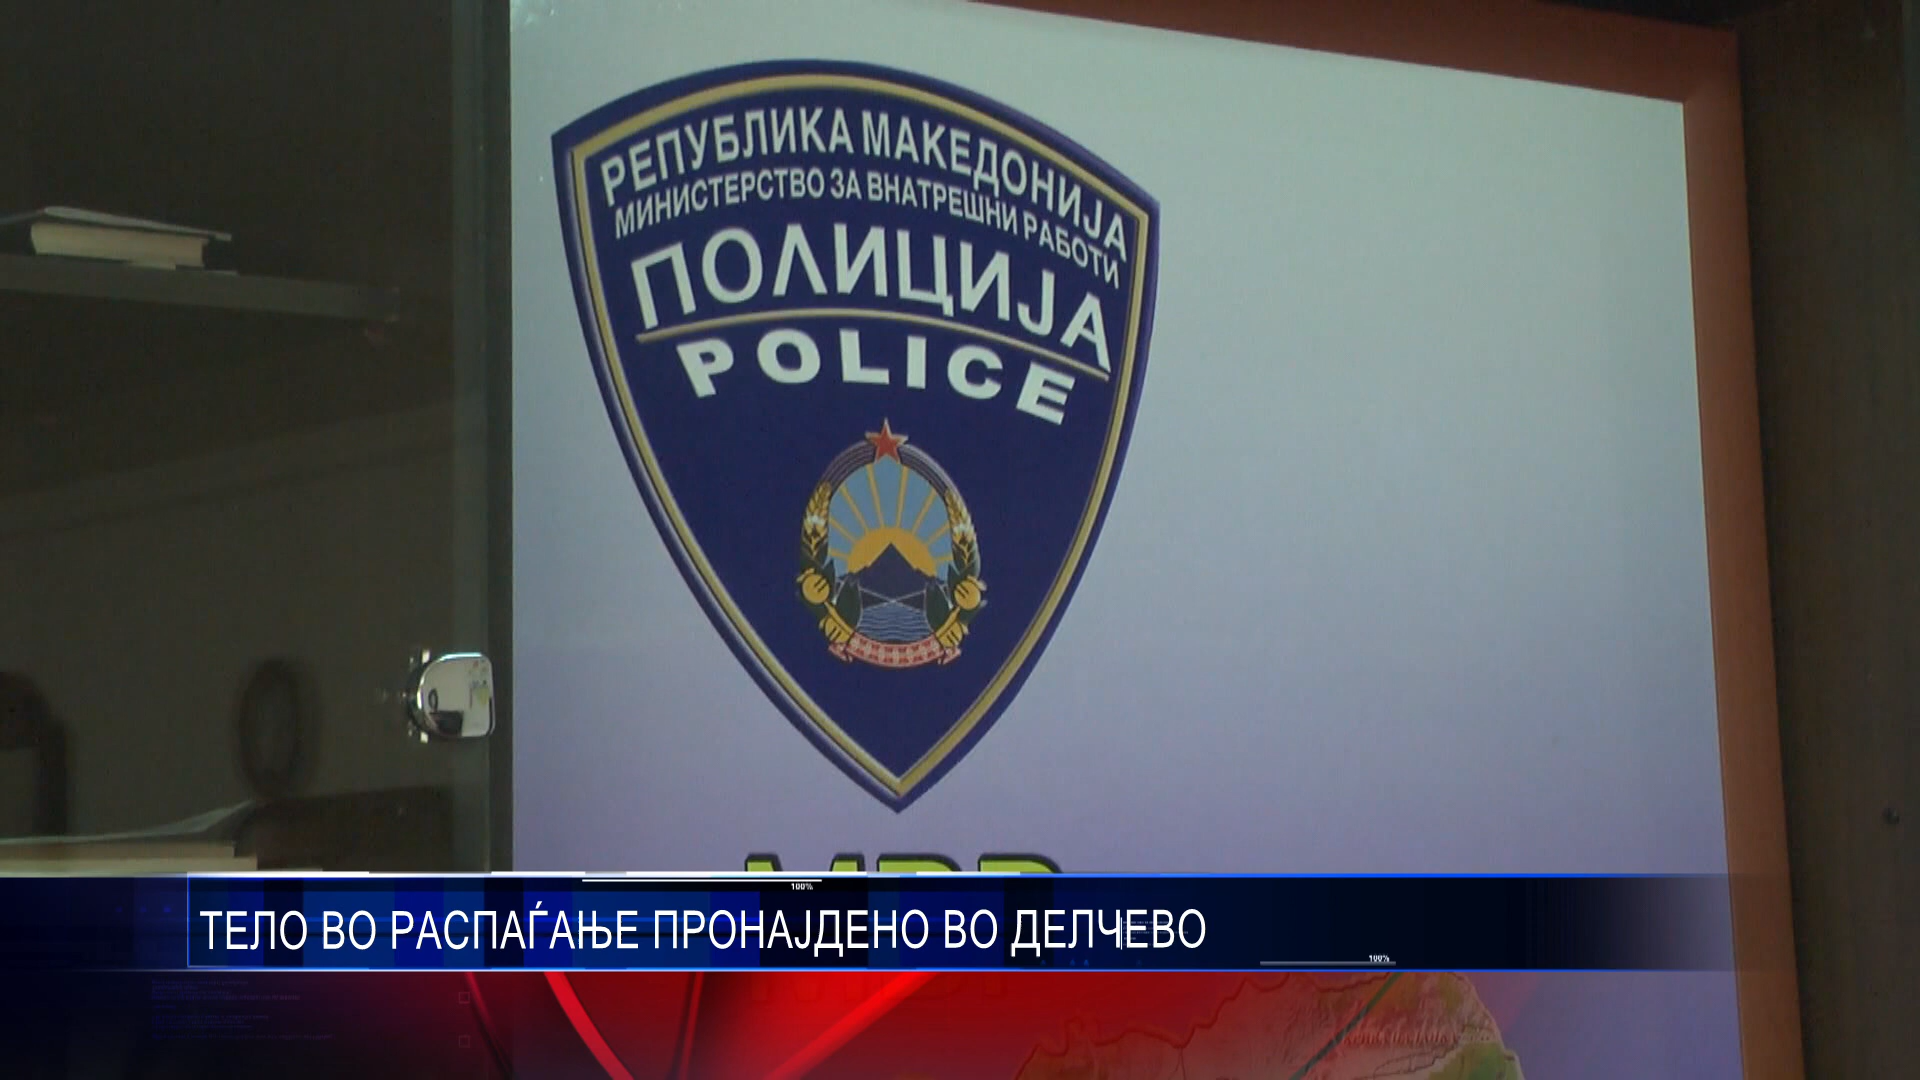 РЕПУБЛИКА МАКЕДОНИЈА
МИНИСТЕРСТВО ЗА ВНАТРЕШНИ РАБОТИ
ПОЛИЦИЈА
POLICE
100%
ТЕЛО ВО РАСПАЃАЊЕ ПРОНАЈДЕНО ВО ДЕЛЧЕВО
100%